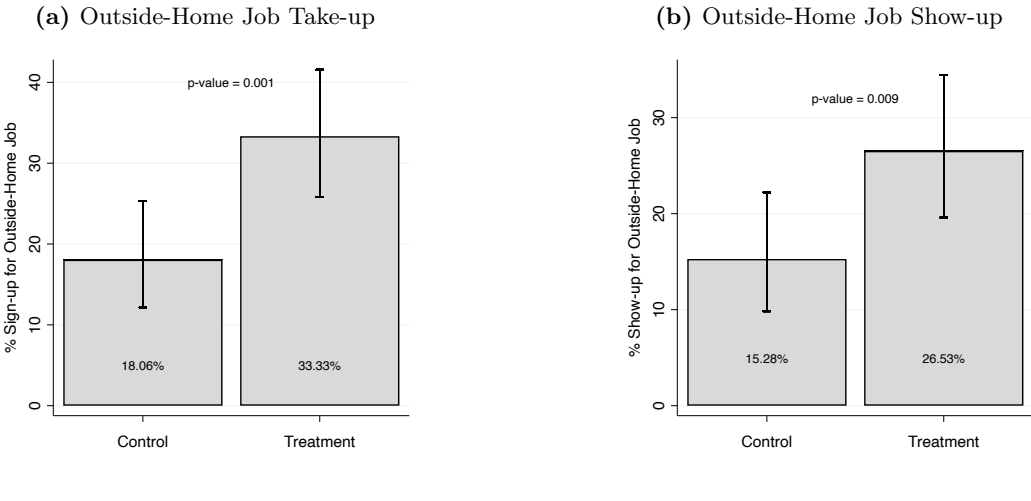 (a) Outside-Home Job Take-up
% Sign-up for Outside-Home Job
40
30
20
10
0
p-value = 0.001
18.06%
33.33%
Control
Treatment
(b) Outside-Home Job Show-up
% Show-up for Outside-Home Job
30
20
10
0
p-value = 0.009
15.28%
26.53%
Control
Treatment